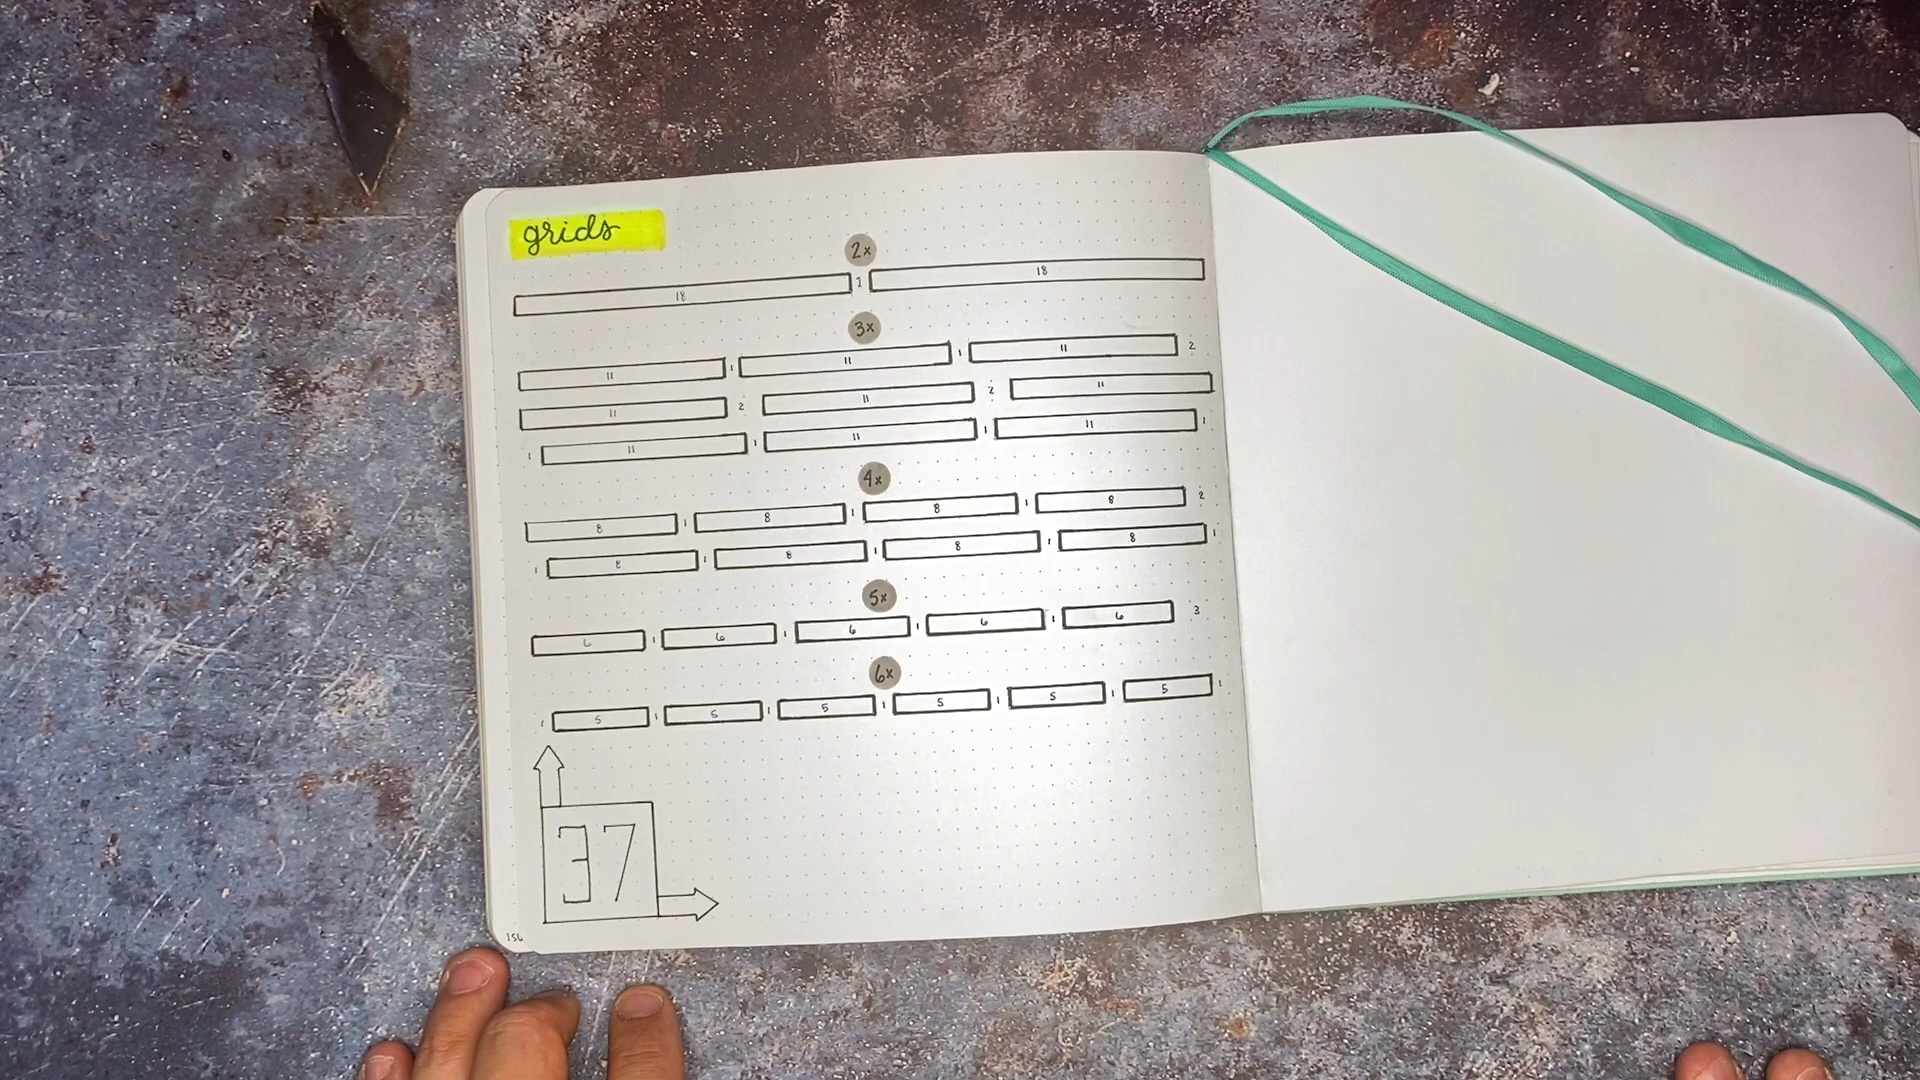 grids
2x
18 1 18
3x
11 1 11 1 11 2
11 2 11 2 11
1 11 1 11 1 11 1
4x
8 1 8 1 8 1 8 2
1 8 1 8 1 8 1 8 1
5x
6 1 6 1 6 1 6 1 6 3
6x
1 5 1 5 1 5 1 5 1 5 1 5 1
37
156